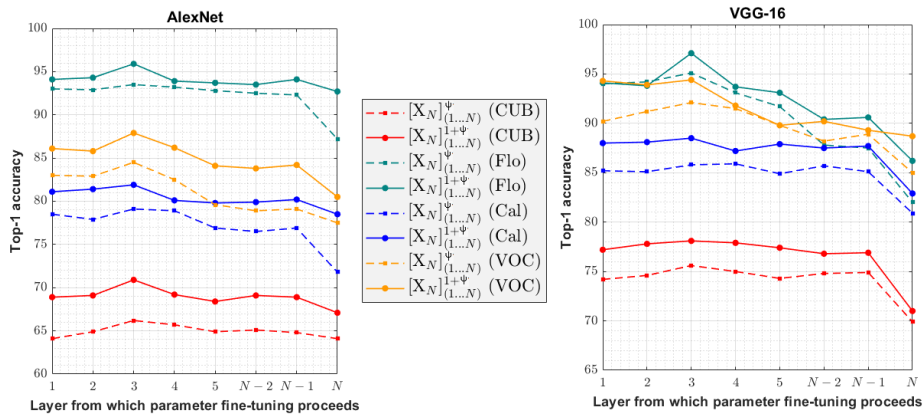 AlexNet
Top-1 accuracy
100
95
90
85
80
75
70
65
60
1 2 3 4 5 N − 2 N − 1 N
Layer from which parameter fine-tuning proceeds
[X_N]^ψ_(1...N) (CUB)
[X_N]^1+ψ_(1...N) (CUB)
[X_N]^ψ_(1...N) (Flo)
[X_N]^1+ψ_(1...N) (Flo)
[X_N]^ψ_(1...N) (Cal)
[X_N]^1+ψ_(1...N) (Cal)
[X_N]^ψ_(1...N) (VOC)
[X_N]^1+ψ_(1...N) (VOC)
VGG-16
Top-1 accuracy
100
95
90
85
80
75
70
65
1 2 3 4 5 N − 2 N − 1 N
Layer from which parameter fine-tuning proceeds